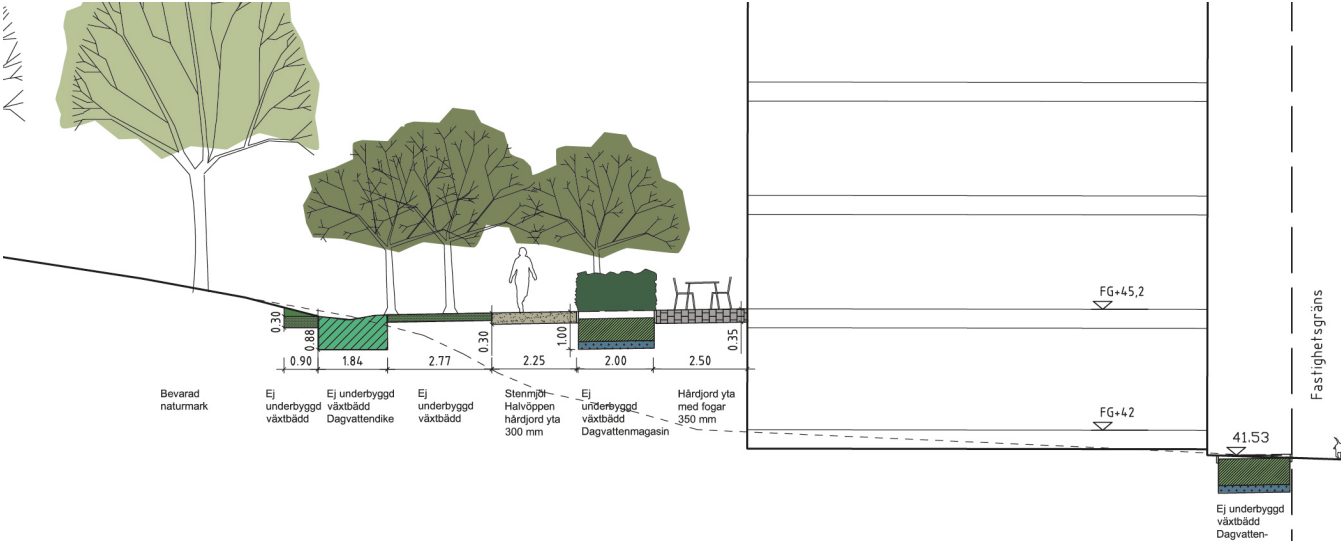 FG+45,2
0.30
0.88
0.30
1.00
0.35
0.90
1.84
2.77
2.25
2.00
2.50
Bevarad
naturmark
Ej
underbyggd
växtbädd
Ej underbyggd
växtbädd
Dagvattendike
Ej
underbyggd
växtbädd
Stenmjöl
Halvöppen
hårdjord yta
300 mm
Ej
underbyggd
växtbädd
Dagvattenmagasin
Hårdjord yta
med fogar
350 mm
FG+42
41.53
Fastighetsgräns
Ej underbyggd
växtbädd
Dagvatten-